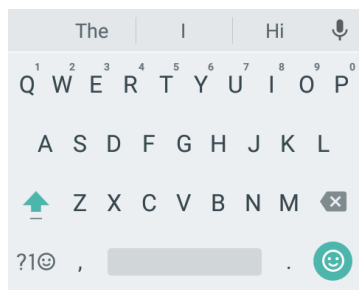 The I Hi
1 2 3 4 5 6 7 8 9 0
Q W E R T Y U I O P
A S D F G H J K L
Z X C V B N M
?1☺ , .